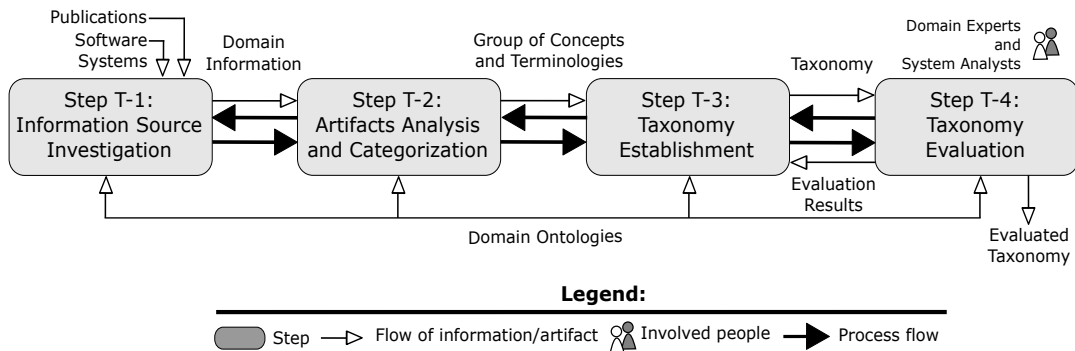 Publications
Software
Systems
Domain
Information
Group of Concepts
and Terminologies
Taxonomy
Domain Experts
and
System Analysts
Step T-1:
Information Source
Investigation
Step T-2:
Artifacts Analysis
and Categorization
Step T-3:
Taxonomy
Establishment
Step T-4:
Taxonomy
Evaluation
Evaluation
Results
Domain Ontologies
Evaluated
Taxonomy
Legend:
Step
Flow of information/artifact
Involved people
Process flow